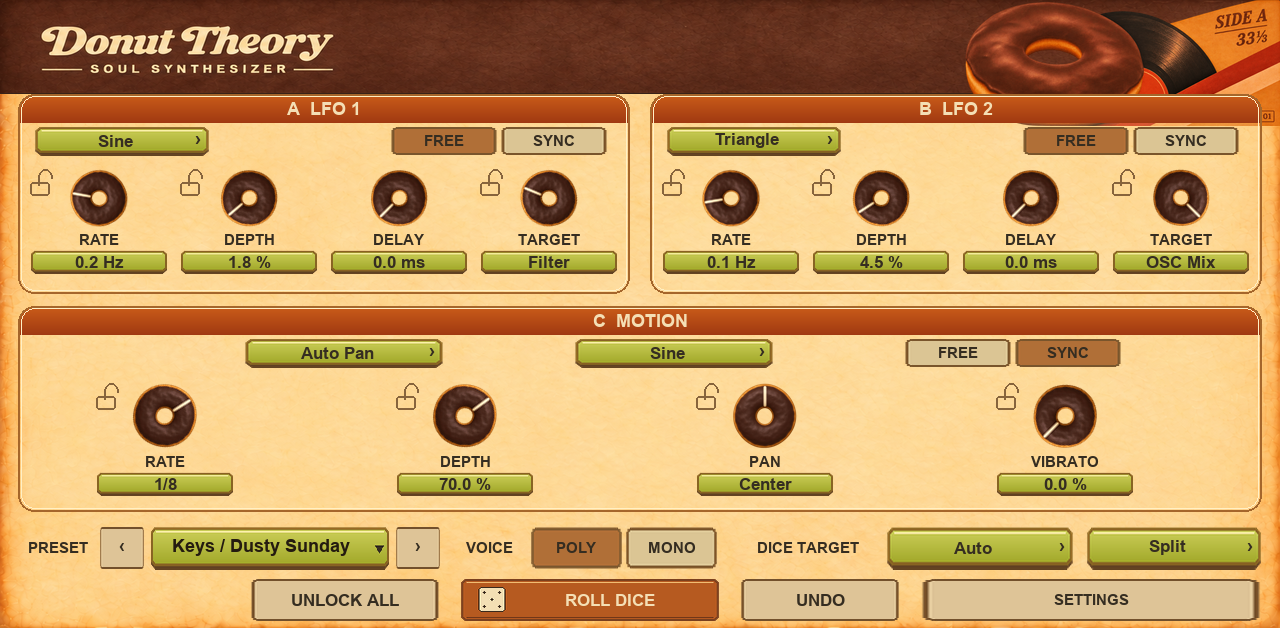 Donut Theory
SOUL SYNTHESIZER
SIDE A
33⅓
01
A LFO 1
Sine ›
FREE SYNC
RATE DEPTH DELAY TARGET
0.2 Hz 1.8 % 0.0 ms Filter
B LFO 2
Triangle ›
FREE SYNC
RATE DEPTH DELAY TARGET
0.1 Hz 4.5 % 0.0 ms OSC Mix
C MOTION
Auto Pan › Sine › FREE SYNC
RATE DEPTH PAN VIBRATO
1/8 70.0 % Center 0.0 %
PRESET ‹ Keys / Dusty Sunday ▼ › VOICE POLY MONO DICE TARGET Auto › Split ›
UNLOCK ALL ROLL DICE UNDO SETTINGS